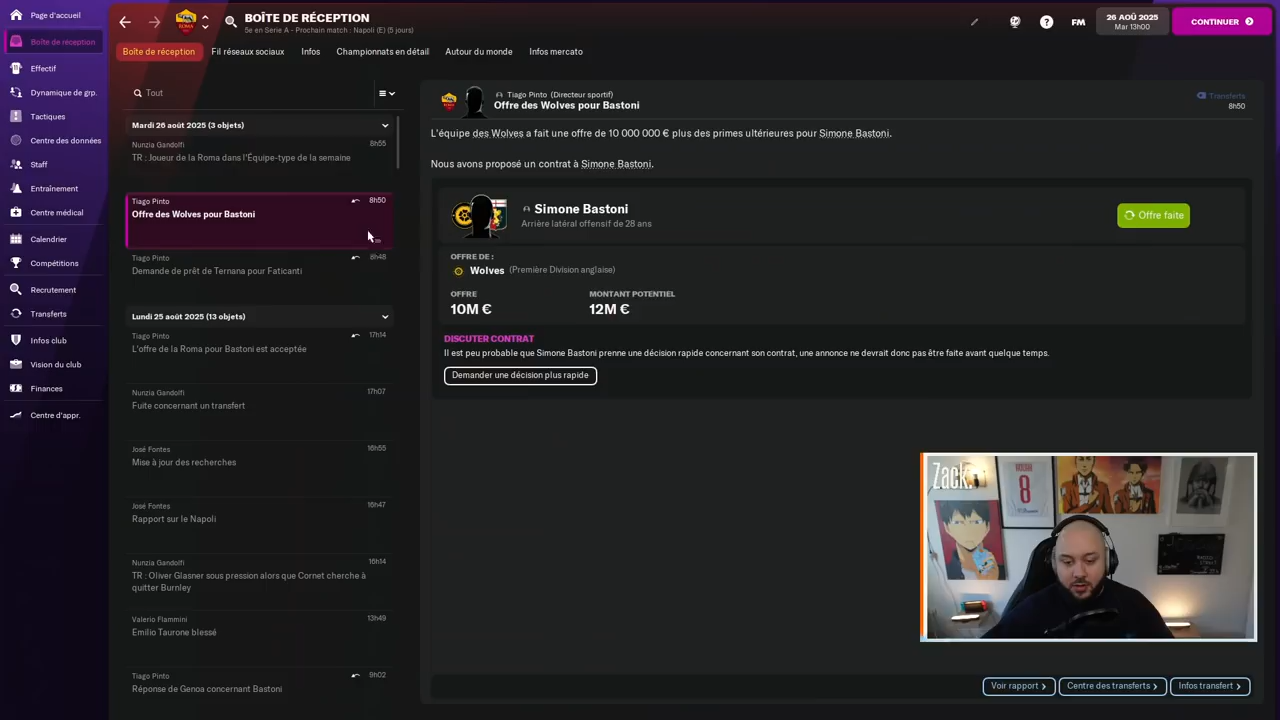 Page d'accueil
Boîte de réception
Effectif
Dynamique de grp.
Tactiques
Centre des données
Staff
Entraînement
Centre médical
Calendrier
Compétitions
Recrutement
Transferts
Infos club
Vision du club
Finances
Centre d'appr.
BOÎTE DE RÉCEPTION
5e en Serie A - Prochain match : Napoli (E) (5 jours)
FM
26 AOÛ 2025
Mar 13h00
CONTINUER
Boîte de réception
Fil réseaux sociaux
Infos
Championnats en détail
Autour du monde
Infos mercato
Tout
Mardi 26 août 2025 (3 objets)
Nunzia Gandolfi 8h55
TR : Joueur de la Roma dans l'Équipe-type de la semaine
Tiago Pinto 8h50
Offre des Wolves pour Bastoni
Tiago Pinto 8h48
Demande de prêt de Ternana pour Faticanti
Lundi 25 août 2025 (13 objets)
Tiago Pinto 17h14
L'offre de la Roma pour Bastoni est acceptée
Nunzia Gandolfi 17h07
Fuite concernant un transfert
José Fontes 16h55
Mise à jour des recherches
José Fontes 16h47
Rapport sur le Napoli
Nunzia Gandolfi 16h14
TR : Oliver Glasner sous pression alors que Cornet cherche à
quitter Burnley
Valerio Flammini 13h49
Emilio Taurone blessé
Tiago Pinto 9h02
Réponse de Genoa concernant Bastoni
Tiago Pinto (Directeur sportif)
Offre des Wolves pour Bastoni
Transferts
8h50
L'équipe des Wolves a fait une offre de 10 000 000 € plus des primes ultérieures pour Simone Bastoni.
Nous avons proposé un contrat à Simone Bastoni.
Simone Bastoni
Arrière latéral offensif de 28 ans
Offre faite
OFFRE DE :
Wolves (Première Division anglaise)
OFFRE MONTANT POTENTIEL
10M € 12M €
DISCUTER CONTRAT
Il est peu probable que Simone Bastoni prenne une décision rapide concernant son contrat, une annonce ne devrait donc pas être faite avant quelque temps.
Demander une décision plus rapide
Zack.
8
Voir rapport
Centre des transferts
Infos transfert